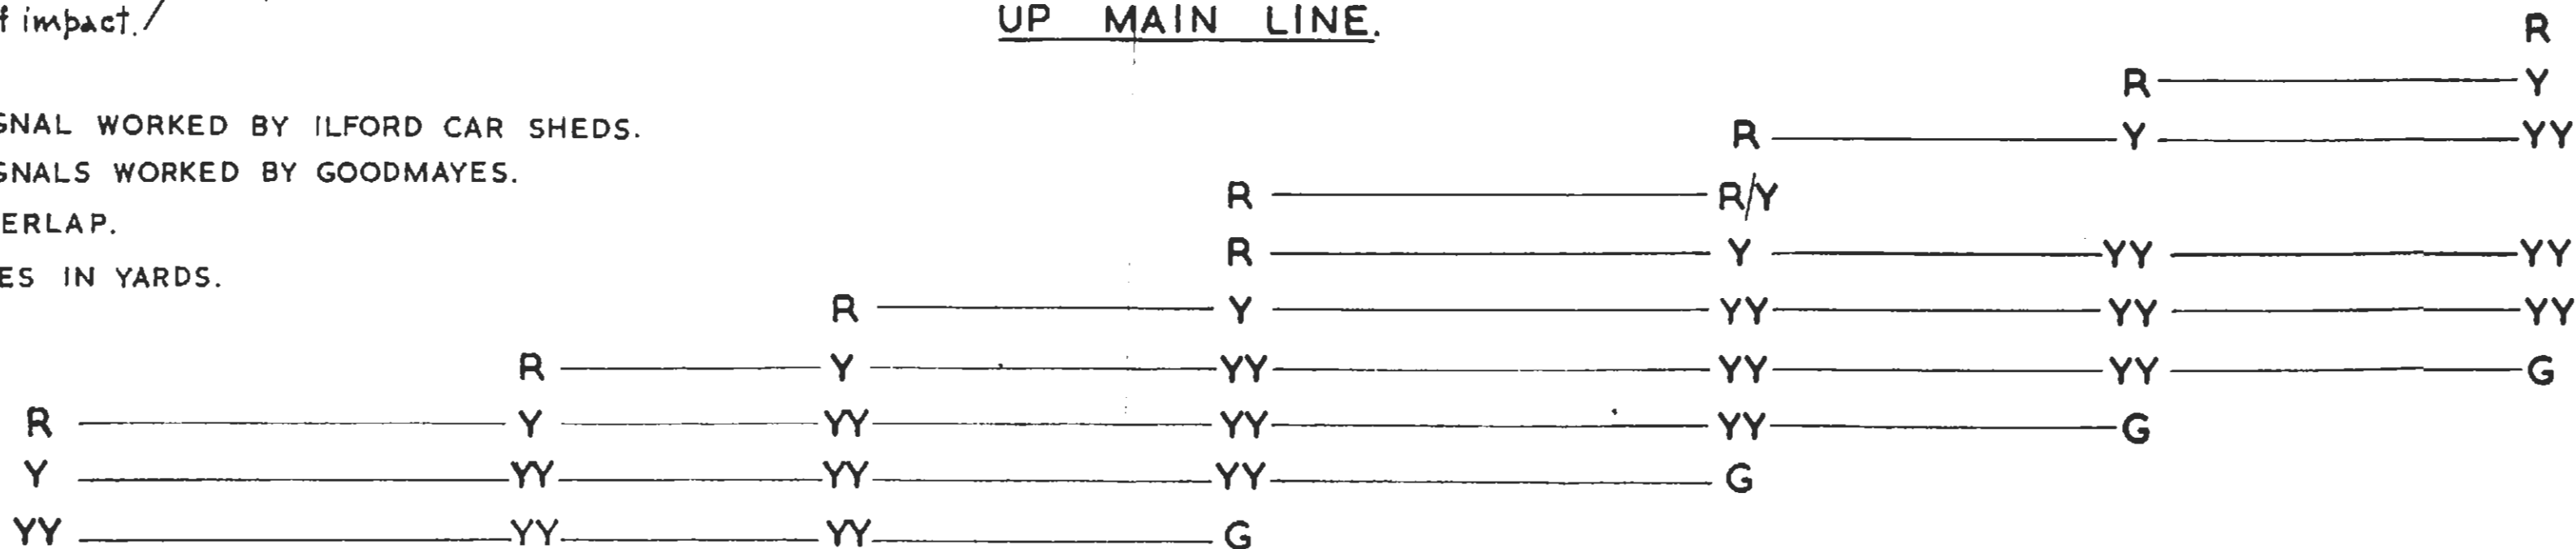 f impact./
UP MAIN LINE.
R
R Y
GNAL WORKED BY ILFORD CAR SHEDS.
R Y YY
GNALS WORKED BY GOODMAYES.
R R/Y
ERLAP.
R Y YY YY
ES IN YARDS.
R Y YY YY YY
R Y YY YY YY G
R Y YY YY YY G
Y YY YY YY G
YY YY YY G